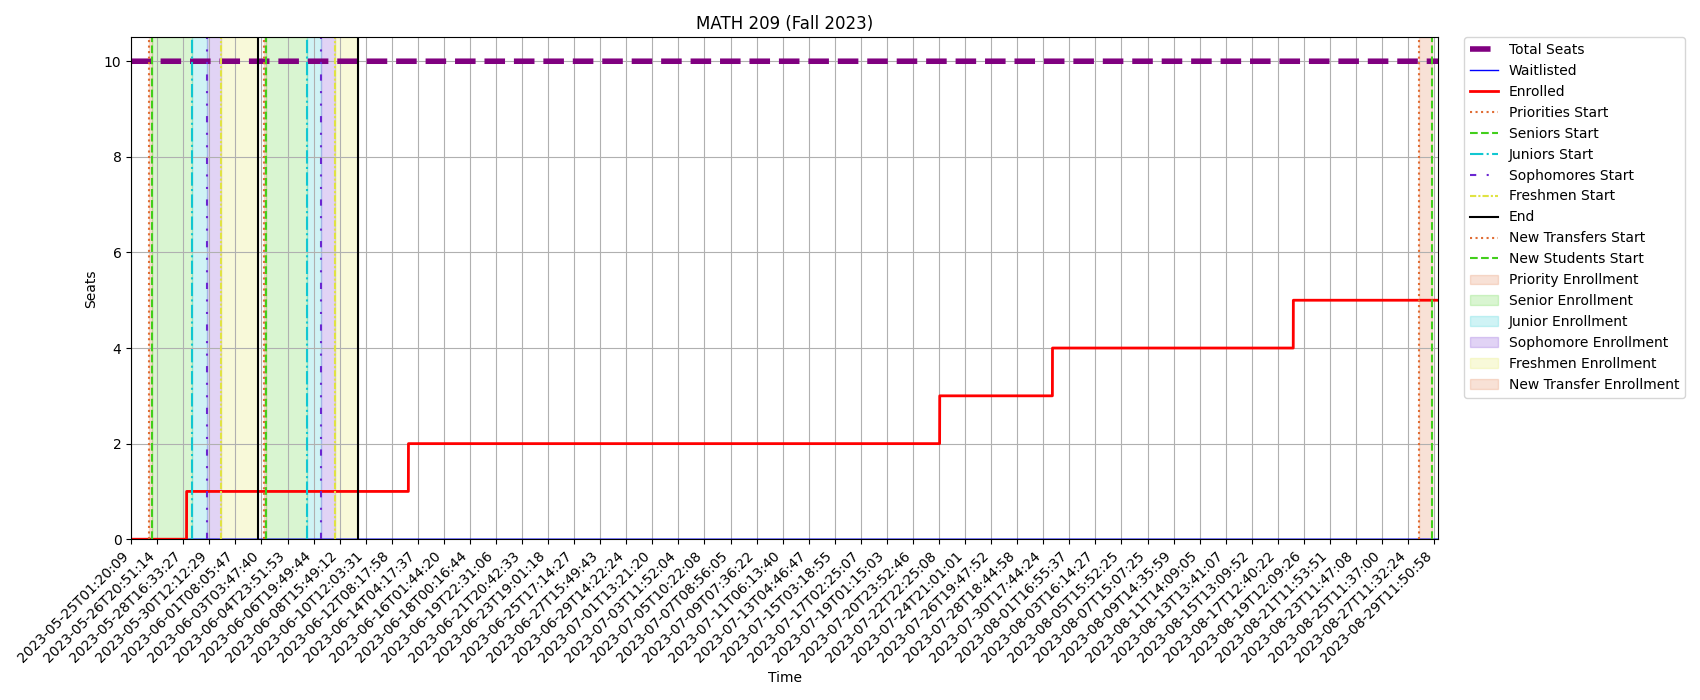 MATH 209 (Fall 2023)
10
8
6
4
2
0
Seats
2023-05-25T01:20:09
2023-05-26T20:51:14
2023-05-28T16:33:27
2023-05-30T12:12:29
2023-06-01T08:05:47
2023-06-03T03:47:40
2023-06-04T23:51:53
2023-06-06T19:49:44
2023-06-08T15:49:12
2023-06-10T12:03:31
2023-06-12T08:17:58
2023-06-14T04:17:37
2023-06-16T01:44:20
2023-06-18T00:16:44
2023-06-19T22:31:06
2023-06-21T20:42:33
2023-06-23T19:01:18
2023-06-25T17:14:27
2023-06-27T15:49:43
2023-06-29T14:22:24
2023-07-01T13:21:20
2023-07-03T11:52:04
2023-07-05T10:22:08
2023-07-07T08:56:05
2023-07-09T07:36:22
2023-07-11T06:13:40
2023-07-13T04:46:47
2023-07-15T03:18:55
2023-07-17T02:25:07
2023-07-19T01:15:03
2023-07-20T23:52:46
2023-07-22T22:25:08
2023-07-24T21:01:01
2023-07-26T19:47:52
2023-07-28T18:44:58
2023-07-30T17:44:24
2023-08-01T16:55:37
2023-08-03T16:14:27
2023-08-05T15:52:25
2023-08-07T15:07:25
2023-08-09T14:35:59
2023-08-11T14:09:05
2023-08-13T13:41:07
2023-08-15T13:09:52
2023-08-17T12:40:22
2023-08-19T12:09:26
2023-08-21T11:53:51
2023-08-23T11:47:08
2023-08-25T11:37:00
2023-08-27T11:32:24
2023-08-29T11:50:58
Time
Total Seats
Waitlisted
Enrolled
Priorities Start
Seniors Start
Juniors Start
Sophomores Start
Freshmen Start
End
New Transfers Start
New Students Start
Priority Enrollment
Senior Enrollment
Junior Enrollment
Sophomore Enrollment
Freshmen Enrollment
New Transfer Enrollment